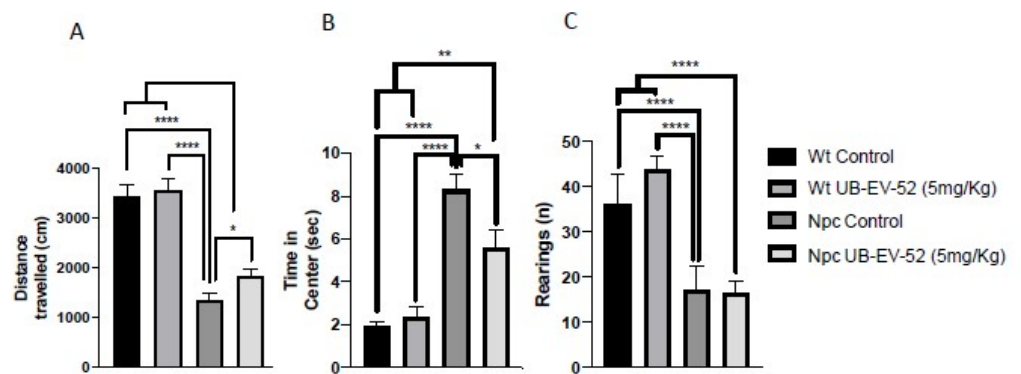 A
B
C
****
****
*
4000
3000
2000
1000
0
Distance
travelled (cm)
**
****
****
*
10
8
6
4
2
0
Time in
Center (sec)
****
****
****
50
40
30
20
10
0
Rearings (n)
Wt Control
Wt UB-EV-52 (5mg/Kg)
Npc Control
Npc UB-EV-52 (5mg/Kg)